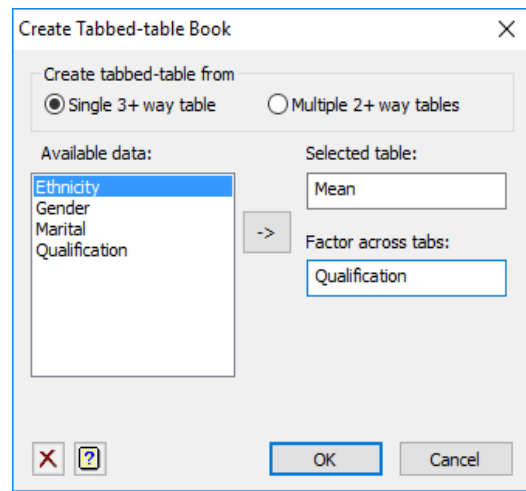 Create Tabbed-table Book
Create tabbed-table from
Single 3+ way table
Multiple 2+ way tables
Available data:
Ethnicity
Gender
Marital
Qualification
->
Selected table:
Mean
Factor across tabs:
Qualification
?
OK
Cancel